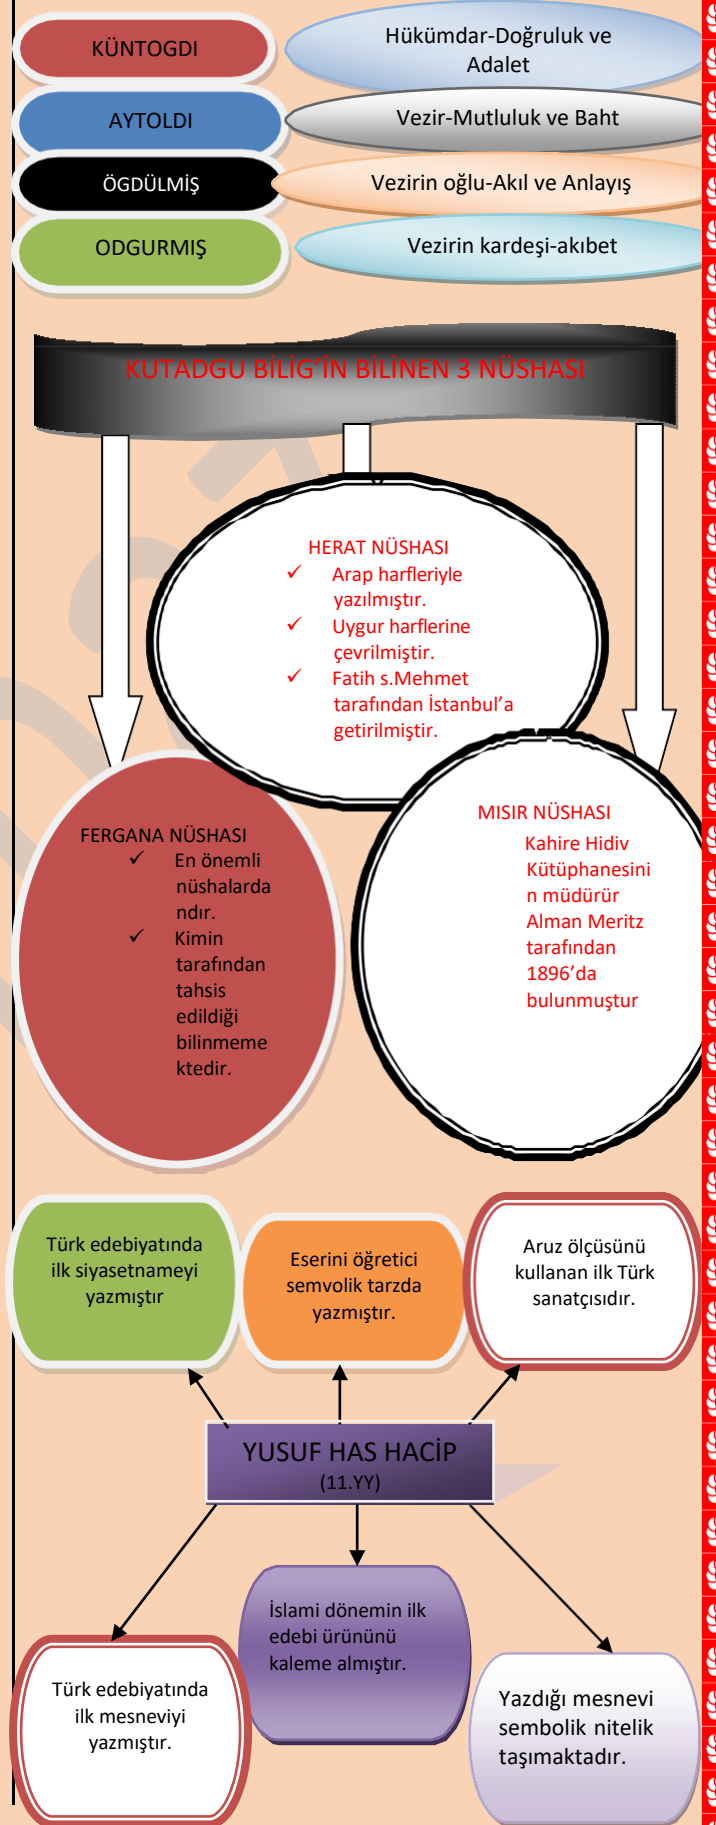 KÜNTOGDI
Hükümdar-Doğruluk ve
Adalet
AYTOLDI
Vezir-Mutluluk ve Baht
ÖGDÜLMİŞ
Vezirin oğlu-Akıl ve Anlayış
ODGURMIŞ
Vezirin kardeşi-akıbet
KUTADGU BİLİG’İN BİLİNEN 3 NÜSHASI
HERAT NÜSHASI
✓ Arap harfleriyle
yazılmıştır.
✓ Uygur harflerine
çevrilmiştir.
✓ Fatih s.Mehmet
tarafından İstanbul’a
getirilmiştir.
FERGANA NÜSHASI
✓ En önemli
nüshalarda
ndır.
✓ Kimin
tarafından
tahsis
edildiği
bilinmeme
ktedir.
MISIR NÜSHASI
Kahire Hidiv
Kütüphanesini
n müdürür
Alman Meritz
tarafından
1896’da
bulunmuştur
Türk edebiyatında
ilk siyasetnameyi
yazmıştır
Eserini öğretici
semvolik tarzda
yazmıştır.
Aruz ölçüsünü
kullanan ilk Türk
sanatçısıdır.
YUSUF HAS HACİP
(11.YY)
Türk edebiyatında
ilk mesneviyi
yazmıştır.
İslami dönemin ilk
edebi ürününü
kaleme almıştır.
Yazdığı mesnevi
sembolik nitelik
taşımaktadır.